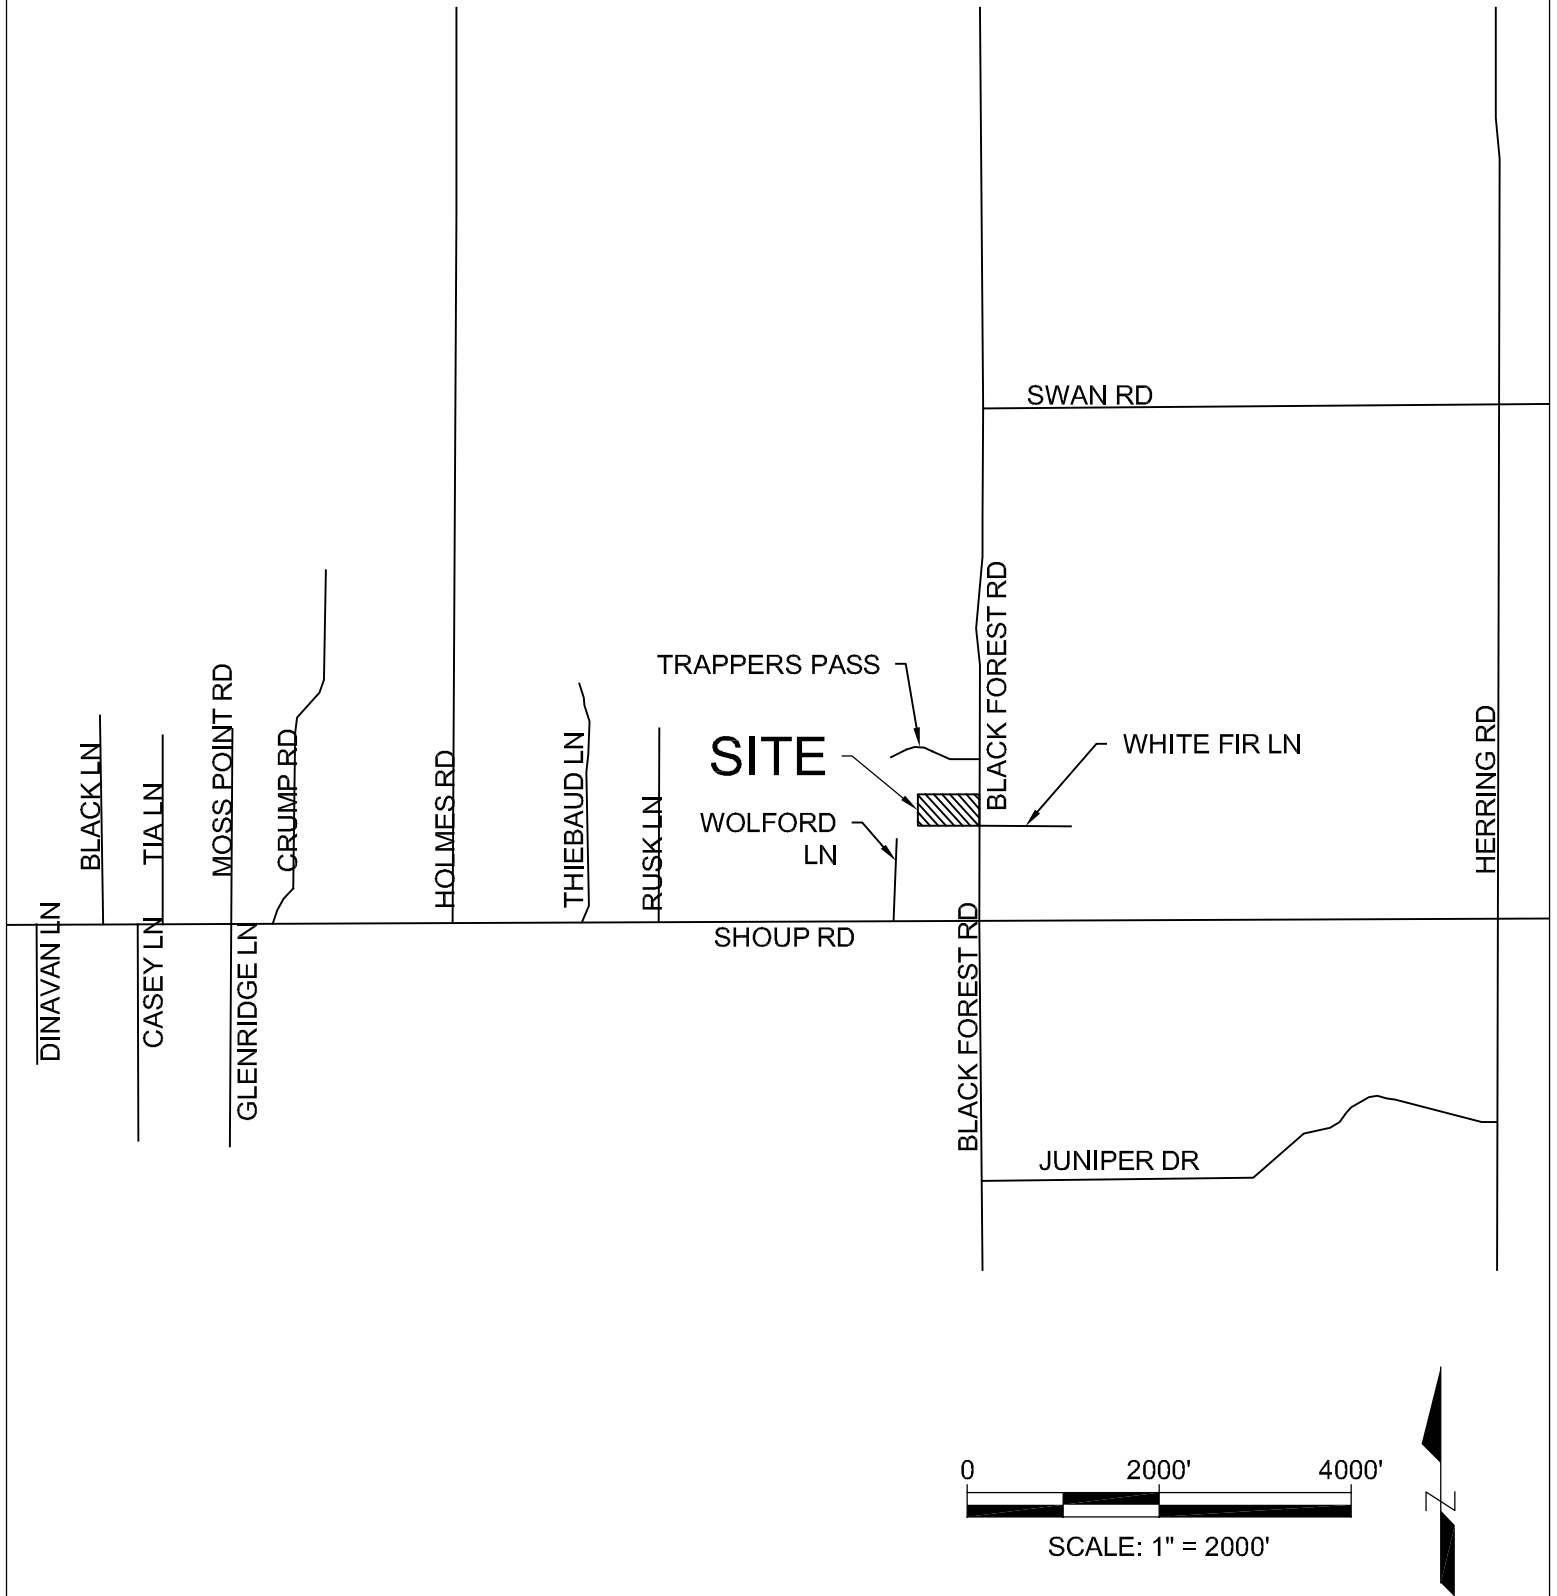 SWAN RD
BLACK FOREST RD
TRAPPERS PASS
SITE
WHITE FIR LN
WOLFORD
LN
BLACK LN
TIA LN
MOSS POINT RD
CRUMP RD
HOLMES RD
THIEBAUD LN
RUSK LN
HERRING RD
SHOUP RD
DINAVAN LN
CASEY LN
GLENRIDGE LN
BLACK FOREST RD
JUNIPER DR
0 2000' 4000'
SCALE: 1" = 2000'
N